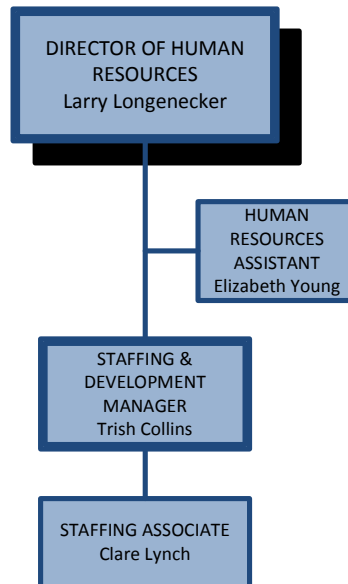 DIRECTOR OF HUMAN
RESOURCES
Larry Longenecker
HUMAN
RESOURCES
ASSISTANT
Elizabeth Young
STAFFING &
DEVELOPMENT
MANAGER
Trish Collins
STAFFING ASSOCIATE
Clare Lynch